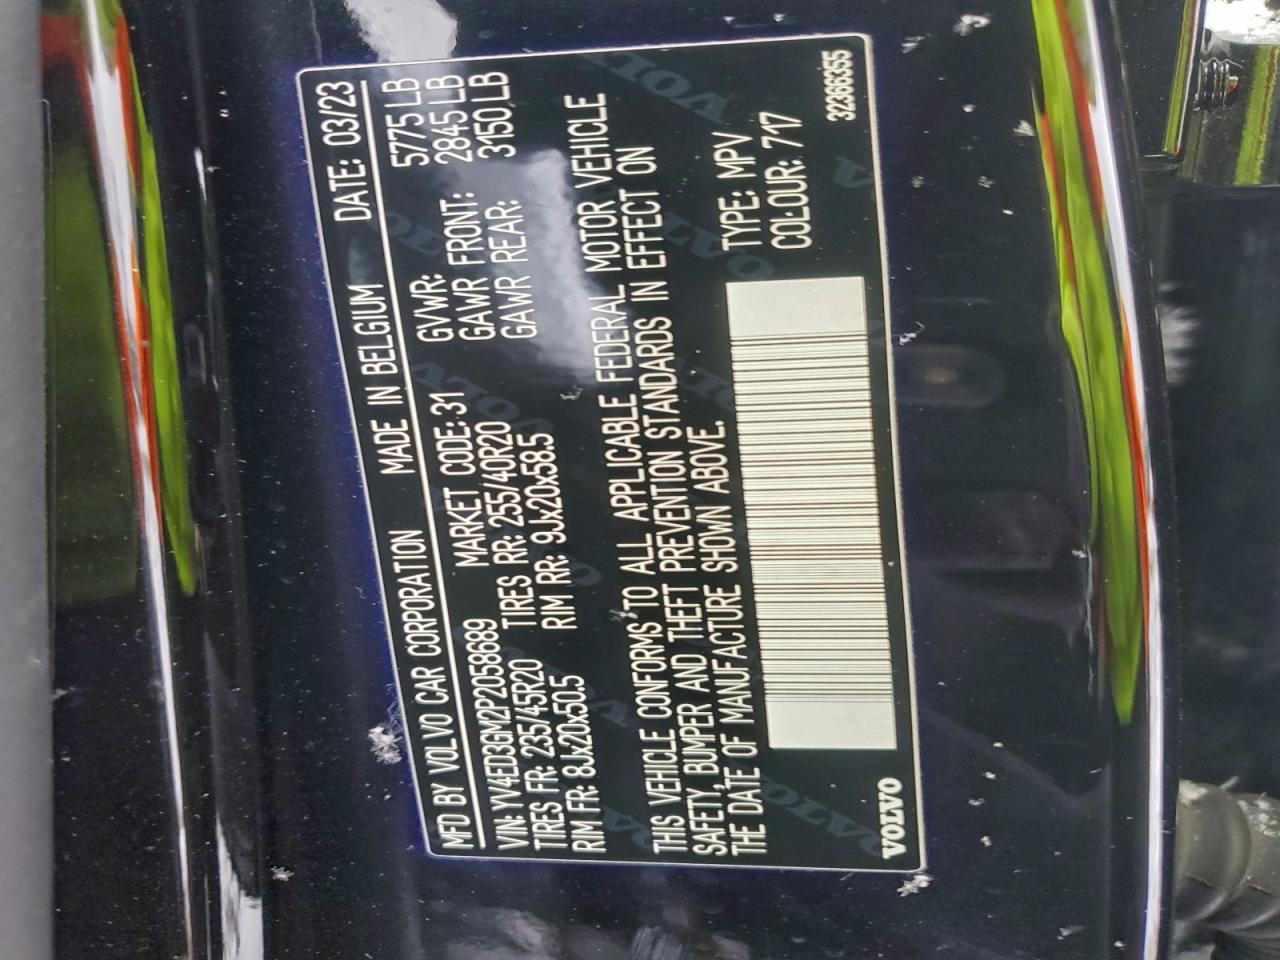 MFD BY VOLVO CAR CORPORATION MADE IN BELGIUM DATE: 03/23
VIN: YV4ED3GM2P2058689 MARKET CODE: 31 GVWR: 5775 LB
TIRES FR: 235/45R20 TIRES RR: 255/40R20 GAWR FRONT: 2845 LB
RIM FR: 8Jx20x50.5 RIM RR: 9Jx20x58.5 GAWR REAR: 3150 LB
THIS VEHICLE CONFORMS TO ALL APPLICABLE FEDERAL MOTOR VEHICLE
SAFETY, BUMPER AND THEFT PREVENTION STANDARDS IN EFFECT ON
THE DATE OF MANUFACTURE SHOWN ABOVE.
TYPE: MPV
COLOUR: 717
VOLVO 32366355